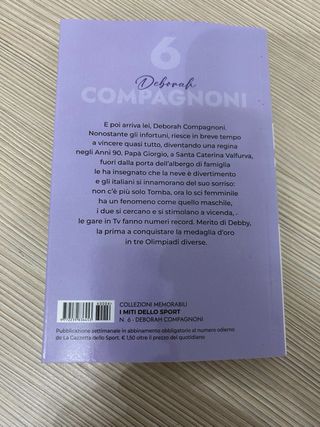 6
Deborah
COMPAGNONI
E poi arriva lei, Deborah Compagnoni.
Nonostante gli infortuni, riesce in breve tempo
a vincere quasi tutto, diventando una regina
negli Anni 90. Papà Giorgio, a Santa Caterina Valfurva,
fuori dalla porta dell'albergo di famiglia
le ha insegnato che la neve è divertimento
e gli italiani si innamorano del suo sorriso:
non c'è più solo Tomba, ora lo sci femminile
ha un fenomeno come quello maschile,
i due si cercano e si stimolano a vicenda,
le gare in Tv fanno numeri record. Merito di Debby,
la prima a conquistare la medaglia d'oro
in tre Olimpiadi diverse.
COLLEZIONI MEMORABILI
I MITI DELLO SPORT
N. 6 - DEBORAH COMPAGNONI
Pubblicazione settimanale in abbinamento obbligatorio al numero odierno
de La Gazzetta dello Sport. € 1,50 oltre il prezzo del quotidiano